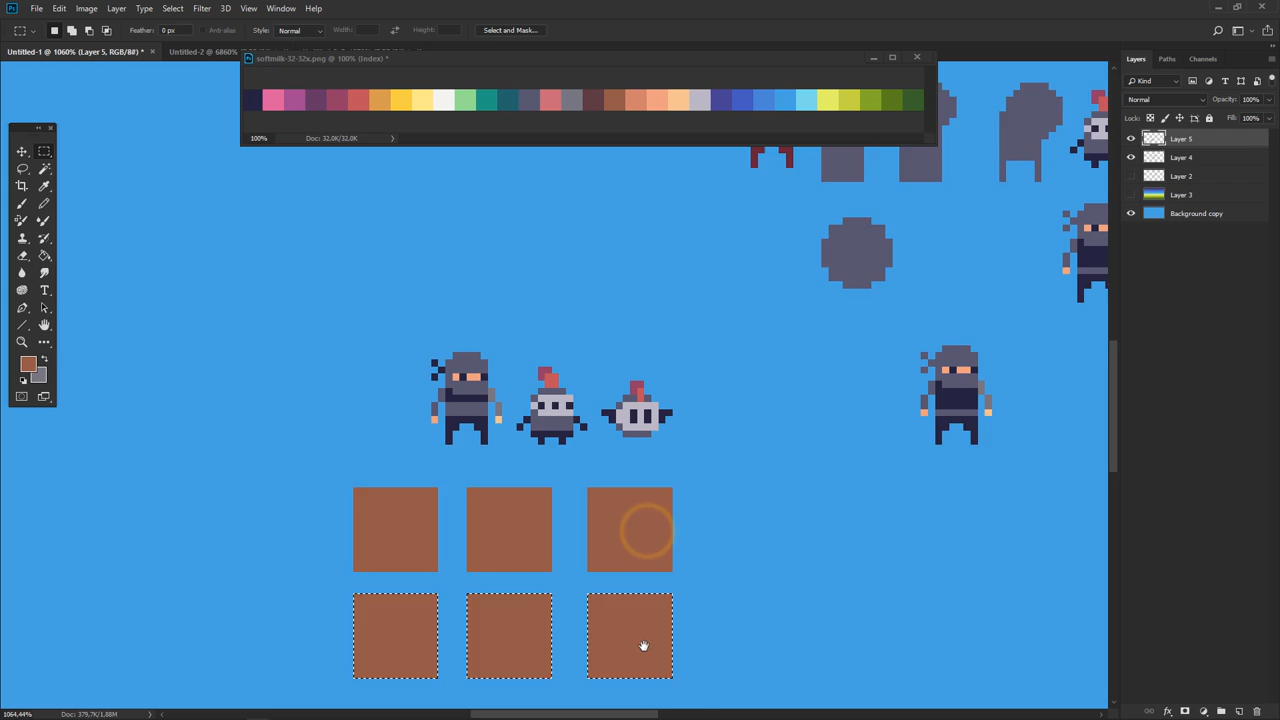 File Edit Image Layer Type Select Filter 3D View Window Help
Feather: 0 px Anti-alias Style: Normal Width: Height: Select and Mask...
Untitled-1 @ 1060% (Layer 5, RGB/8#) * Untitled-2 @ 6860%
softmilk-32-32x.png @ 100% (Index) *
100% Doc: 32,0K/32,0K
Layers Paths Channels
Kind
Normal Opacity: 100%
Lock: Fill: 100%
Layer 5
Layer 4
Layer 2
Layer 3
Background copy
1064,44% Doc: 379,7K/1,88M